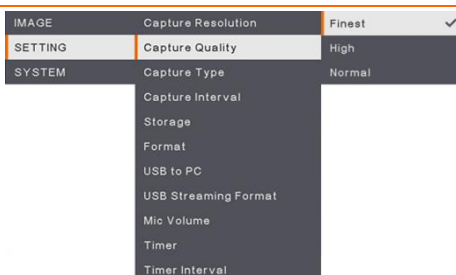 IMAGE
SETTING
SYSTEM
Capture Resolution
Capture Quality
Capture Type
Capture Interval
Storage
Format
USB to PC
USB Streaming Format
Mic Volume
Timer
Timer Interval
Finest
High
Normal